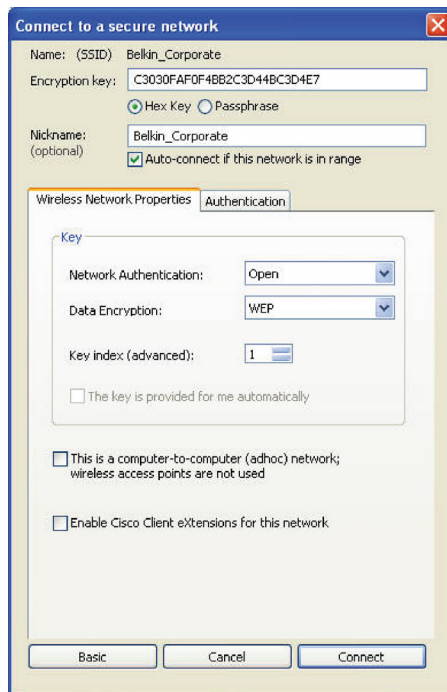 Connect to a secure network
Name: (SSID) Belkin_Corporate
Encryption key: C3030FAF0F4BB2C3D44BC3D4E7
Hex Key Passphrase
Nickname: Belkin_Corporate
(optional)
Auto-connect if this network is in range
Wireless Network Properties Authentication
Key
Network Authentication: Open
Data Encryption: WEP
Key index (advanced): 1
The key is provided for me automatically
This is a computer-to-computer (adhoc) network;
wireless access points are not used
Enable Cisco Client eXtensions for this network
Basic Cancel Connect